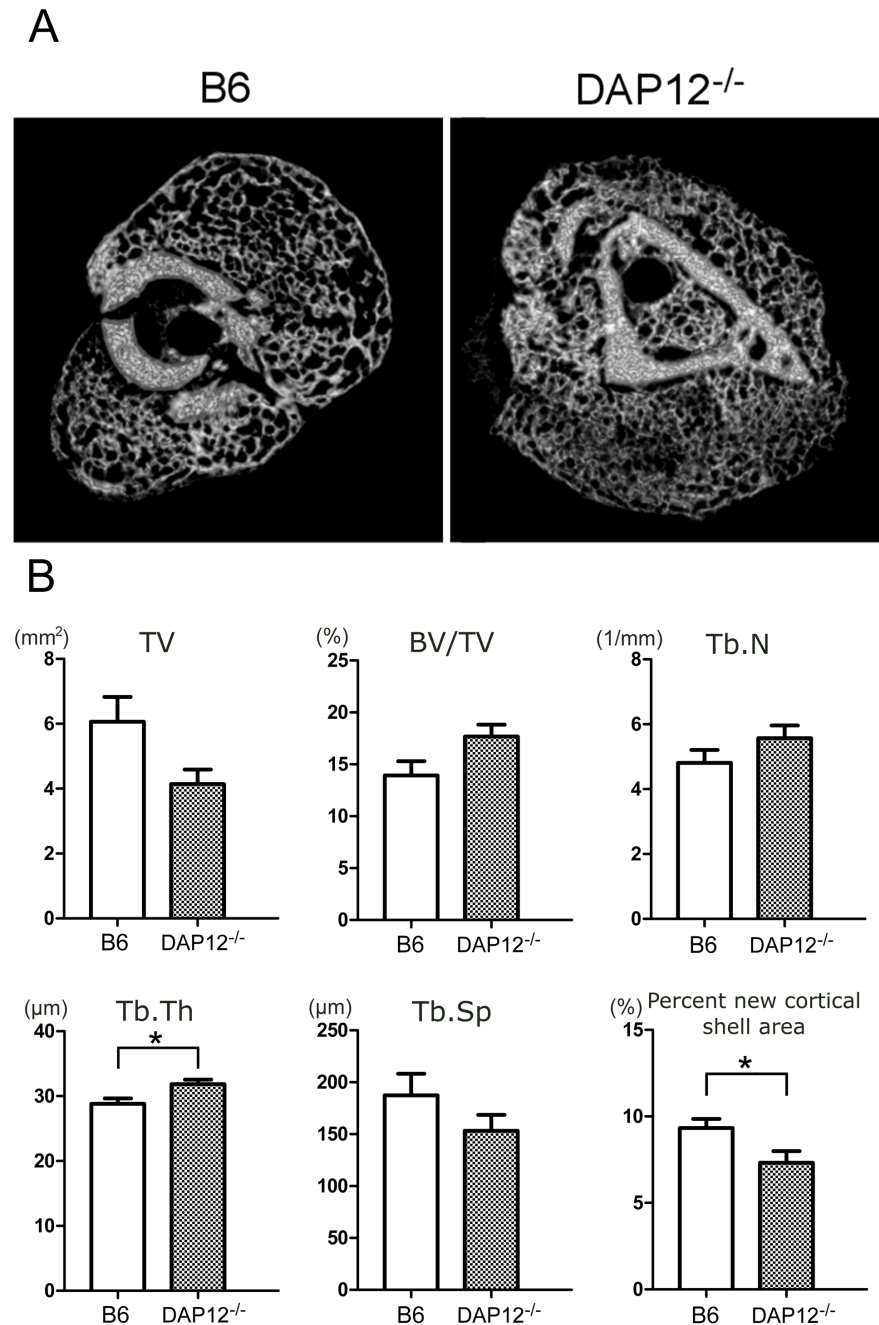 A
B6 DAP12-/-
B
(mm2) TV
8
6
4
2
0
B6 DAP12-/-
(%) BV/TV
25
20
15
10
5
0
B6 DAP12-/-
(1/mm) Tb.N
8
6
4
2
0
B6 DAP12-/-
(μm) Tb.Th
40
30
20
10
0
*
B6 DAP12-/-
(μm) Tb.Sp
250
200
150
100
50
0
B6 DAP12-/-
(%) Percent new cortical
shell area
15
10
5
0
*
B6 DAP12-/-